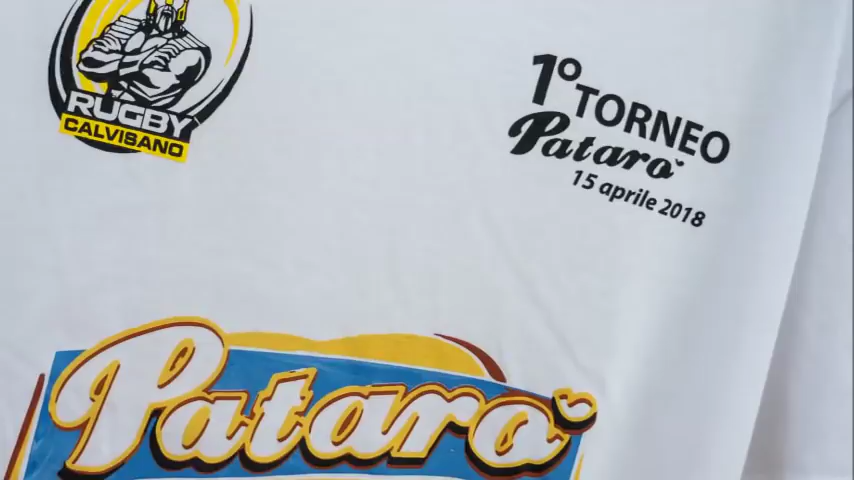 RUGBY
CALVISANO
1° TORNEO
Pataro
15 aprile 2018
Pataro